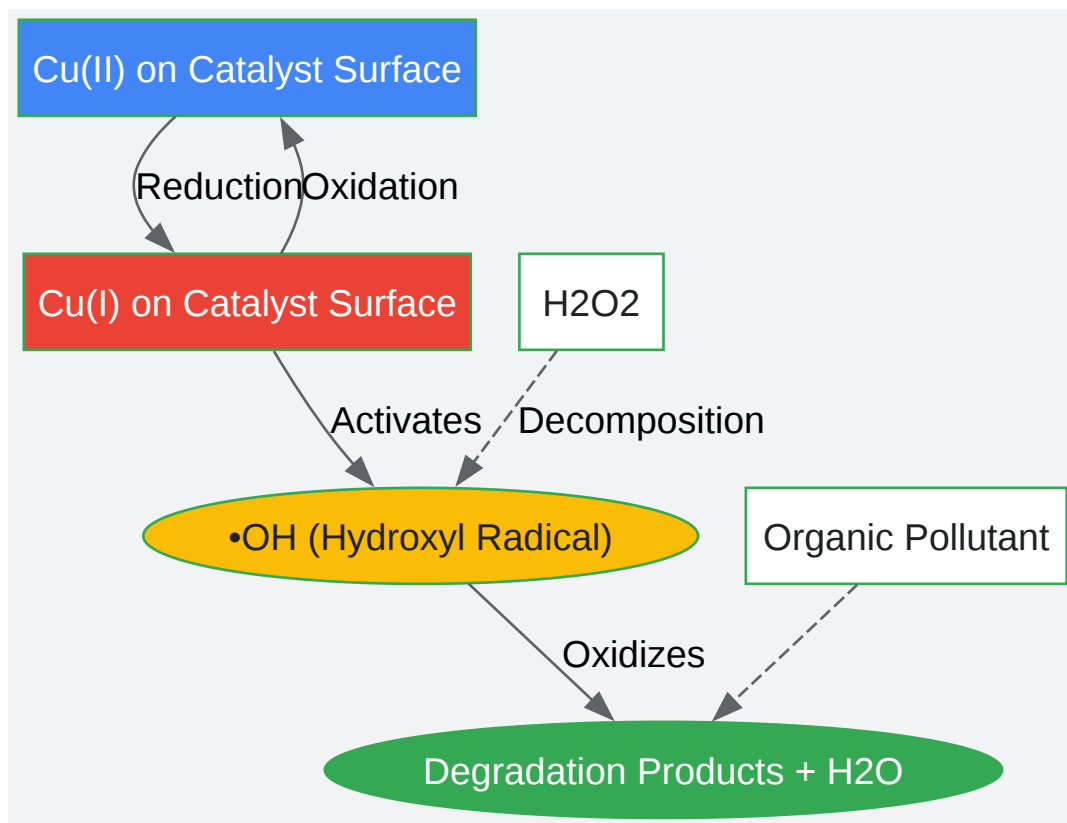 Cu(II) on Catalyst Surface
Reduction
Oxidation
Cu(I) on Catalyst Surface
H2O2
Activates
Decomposition
•OH (Hydroxyl Radical)
Organic Pollutant
Oxidizes
Degradation Products + H2O